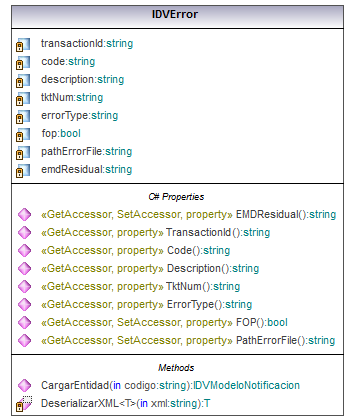 IDVError
transactionId:string
code:string
description:string
tktNum:string
errorType:string
fop:bool
pathErrorFile:string
emdResidual:string
C# Properties
«GetAccessor, SetAccessor, property» EMDResidual():string
«GetAccessor, property» TransactionId():string
«GetAccessor, property» Code():string
«GetAccessor, property» Description():string
«GetAccessor, property» TktNum():string
«GetAccessor, property» ErrorType():string
«GetAccessor, SetAccessor, property» FOP():bool
«GetAccessor, SetAccessor, property» PathErrorFile():string
Methods
CargarEntidad(in codigo:string):IDVModeloNotificacion
DeserializarXML<T>(in xml:string):T